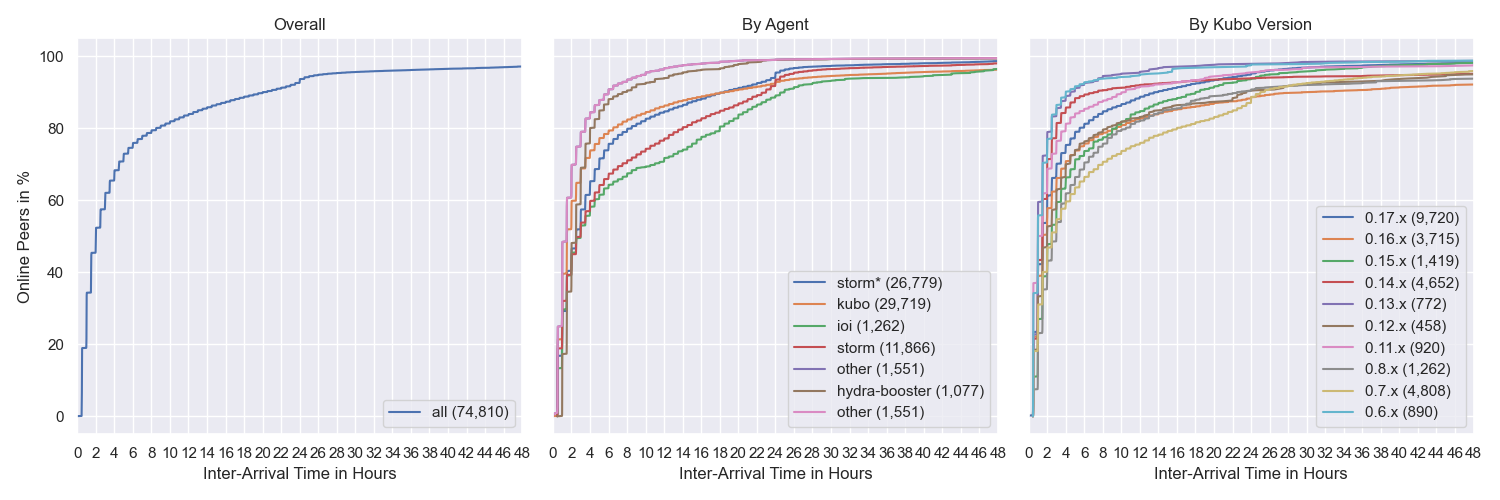 Overall
By Agent
By Kubo Version
Online Peers in %
100
80
60
40
20
0
all (74,810)
0 2 4 6 8 10 12 14 16 18 20 22 24 26 28 30 32 34 36 38 40 42 44 46 48
Inter-Arrival Time in Hours
storm* (26,779)
kubo (29,719)
ioi (1,262)
storm (11,866)
other (1,551)
hydra-booster (1,077)
other (1,551)
0 2 4 6 8 10 12 14 16 18 20 22 24 26 28 30 32 34 36 38 40 42 44 46 48
Inter-Arrival Time in Hours
0.17.x (9,720)
0.16.x (3,715)
0.15.x (1,419)
0.14.x (4,652)
0.13.x (772)
0.12.x (458)
0.11.x (920)
0.8.x (1,262)
0.7.x (4,808)
0.6.x (890)
0 2 4 6 8 10 12 14 16 18 20 22 24 26 28 30 32 34 36 38 40 42 44 46 48
Inter-Arrival Time in Hours